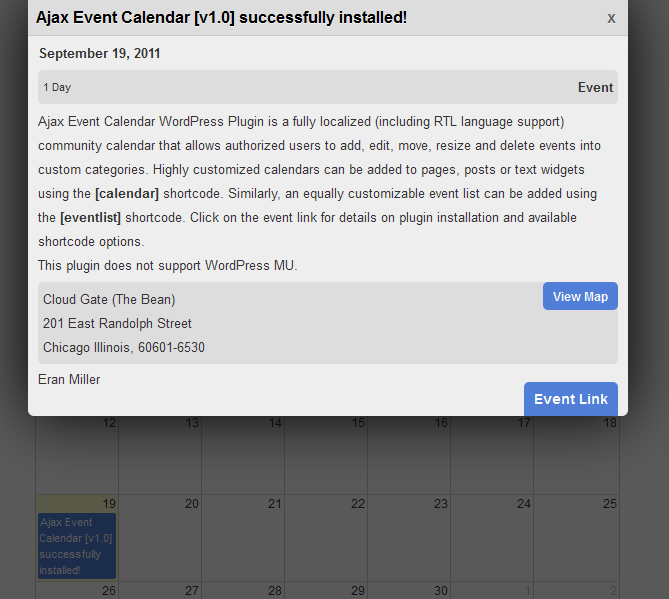 Ajax Event Calendar [v1.0] successfully installed!
x
September 19, 2011
1 Day
Event
Ajax Event Calendar WordPress Plugin is a fully localized (including RTL language support)
community calendar that allows authorized users to add, edit, move, resize and delete events into
custom categories. Highly customized calendars can be added to pages, posts or text widgets
using the [calendar] shortcode. Similarly, an equally customizable event list can be added using
the [eventlist] shortcode. Click on the event link for details on plugin installation and available
shortcode options.
This plugin does not support WordPress MU.
Cloud Gate (The Bean)
View Map
201 East Randolph Street
Chicago Illinois, 60601-6530
Eran Miller
Event Link
12 13 14 15 16 17 18
19 20 21 22 23 24 25
Ajax Event
Calendar [v1.0]
successfully
installed!
26 27 28 29 30 1 2